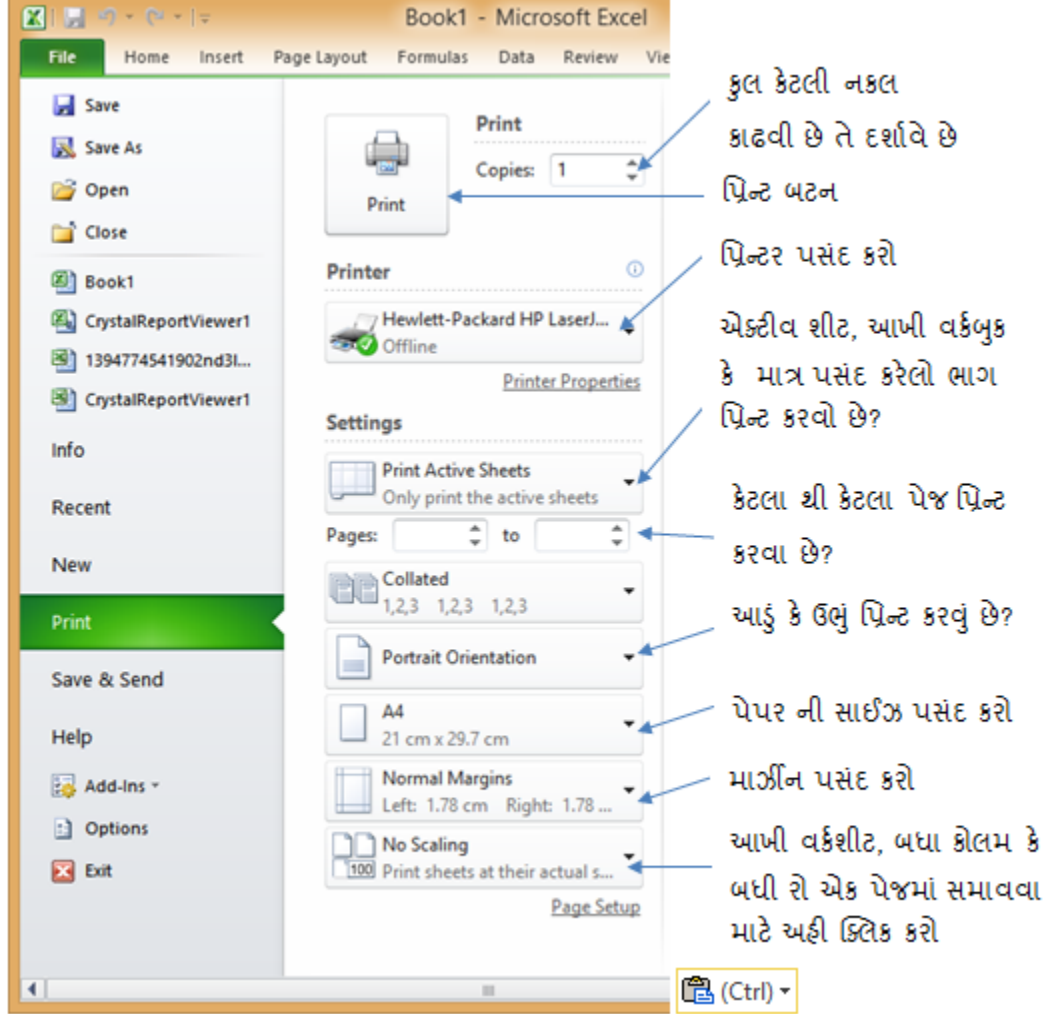 Book1 - Microsoft Excel
File Home Insert Page Layout Formulas Data Review Vie
Save
Save As
Open
Close
Book1
CrystalReportViewer1
1394774541902nd3l...
CrystalReportViewer1
Info
Recent
New
Print
Save & Send
Help
Add-Ins
Options
Exit
Print
Print
Copies: 1
Printer
Hewlett-Packard HP LaserJ...
Offline
Printer Properties
Settings
Print Active Sheets
Only print the active sheets
Pages: to
Collated
1,2,3 1,2,3 1,2,3
Portrait Orientation
A4
21 cm x 29.7 cm
Normal Margins
Left: 1.78 cm Right: 1.78 ...
No Scaling
100 Print sheets at their actual s...
Page Setup
કુલ કેટલી નકલ
કાઢવી છે તે દર્શાવે છે
પ્રિન્ટ બટન
પ્રિન્ટર પસંદ કરો
એક્ટીવ શીટ, આખી વર્કબુક
કે માત્ર પસંદ કરેલો ભાગ
પ્રિન્ટ કરવો છે?
કેટલા થી કેટલા પેજ પ્રિન્ટ
કરવા છે?
આડું કે ઉભું પ્રિન્ટ કરવું છે?
પેપર ની સાઈઝ પસંદ કરો
માર્ઝીન પસંદ કરો
આખી વર્કશીટ, બધા કોલમ કે
બધી રો એક પેજમાં સમાવવા
માટે અહી ક્લિક કરો
(Ctrl)